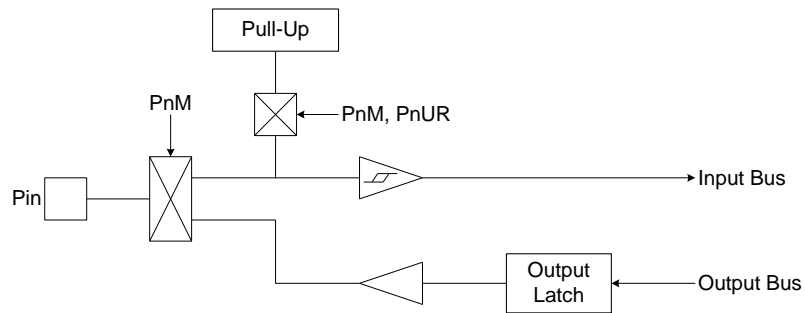 Pull-Up
PnM
PnM, PnUR
Pin
Input Bus
Output
Latch
Output Bus